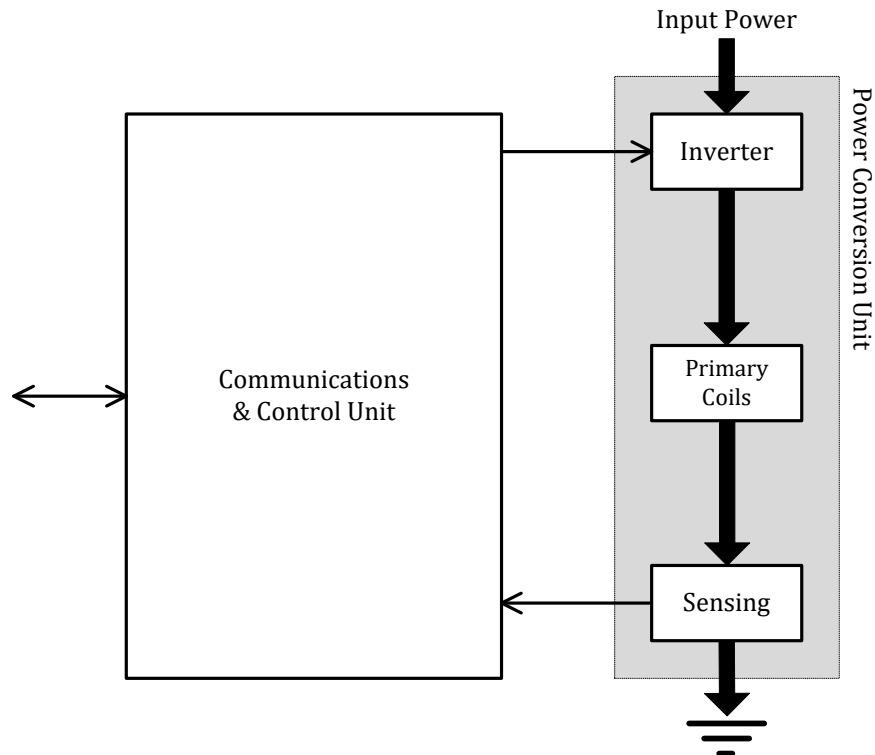 Input Power
Inverter
Power Conversion Unit
Primary
Coils
Communications
& Control Unit
Sensing